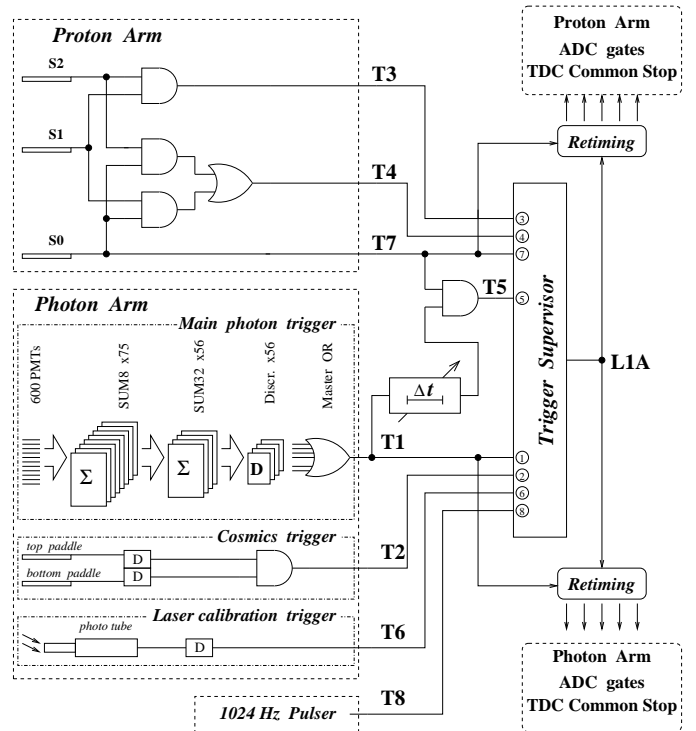 Proton Arm
S2
S1
S0
T3
T4
T7
Proton Arm
ADC gates
TDC Common Stop
Retiming
3
4
7
T5
5
Trigger Supervisor
L1A
Photon Arm
Main photon trigger
600 PMTs
SUM8 x75
SUM32 x56
Discr. x56
Master OR
Σ
Σ
D
Δt
T1
1
2
6
8
Cosmics trigger
top paddle
D
bottom paddle
D
T2
Retiming
Laser calibration trigger
photo tube
D
T6
Photon Arm
ADC gates
TDC Common Stop
1024 Hz Pulser
T8